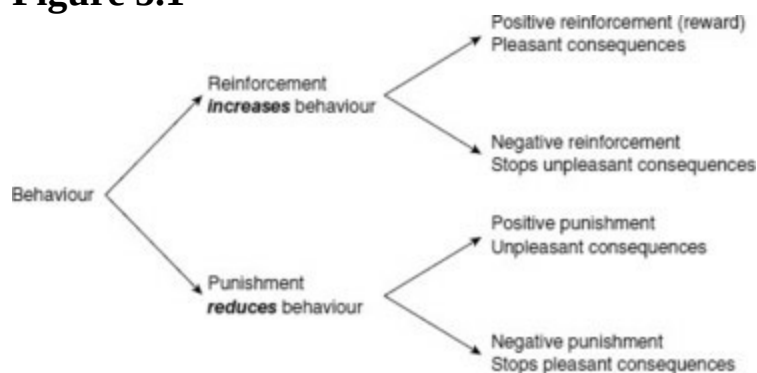 Figure 3.1
Positive reinforcement (reward)
Pleasant consequences
Reinforcement
increases behaviour
Negative reinforcement
Stops unpleasant consequences
Behaviour
Positive punishment
Unpleasant consequences
Punishment
reduces behaviour
Negative punishment
Stops pleasant consequences